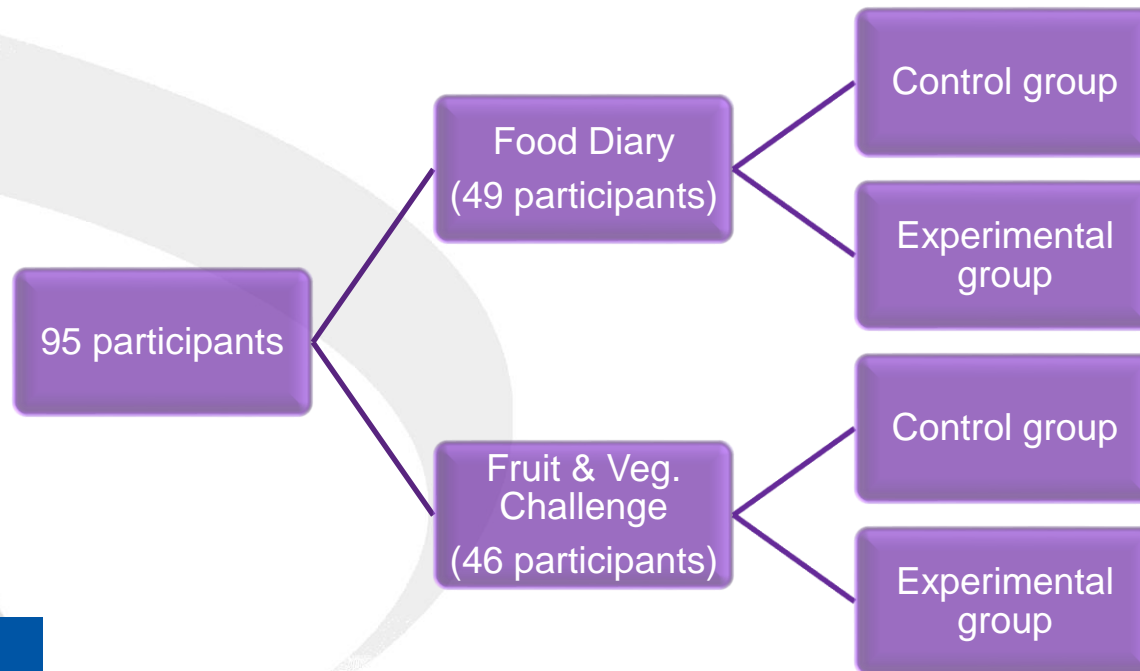 95 participants
Food Diary
(49 participants)
Control group
Experimental
group
Fruit & Veg.
Challenge
(46 participants)
Control group
Experimental
group